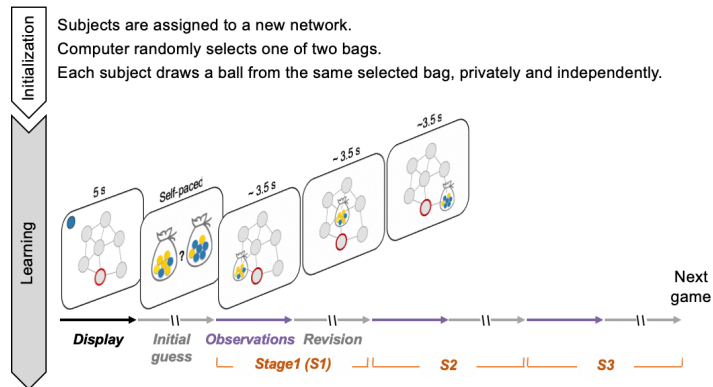 Initialization
Subjects are assigned to a new network.
Computer randomly selects one of two bags.
Each subject draws a ball from the same selected bag, privately and independently.
Learning
5 s
Self-paced
~ 3.5 s
~ 3.5 s
~3.5 s
?
Next
game
Display
Initial
guess
Observations
Revision
Stage1 (S1)
S2
S3